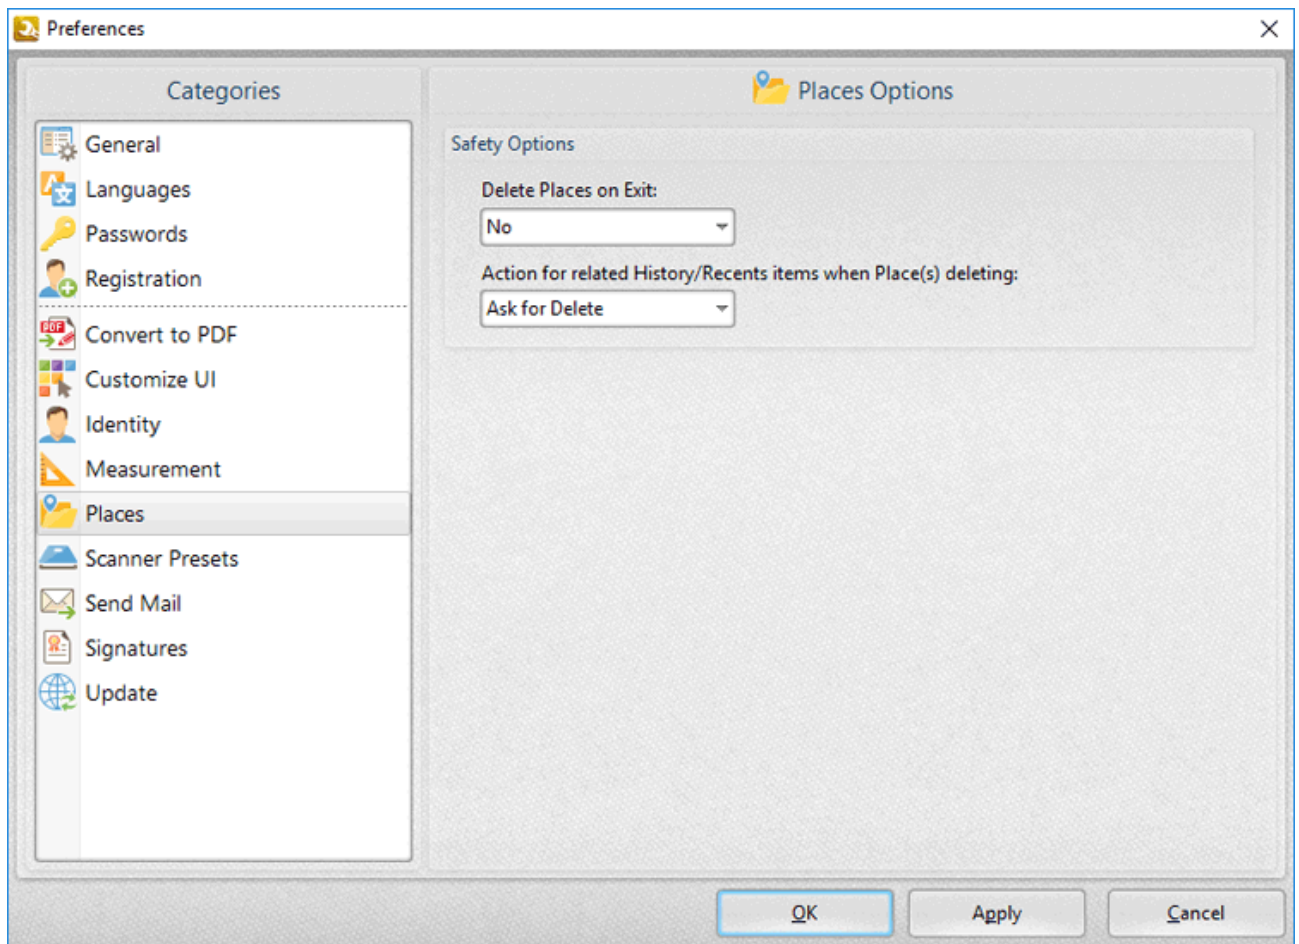 Preferences
Categories
General
Languages
Passwords
Registration
Convert to PDF
Customize UI
Identity
Measurement
Places
Scanner Presets
Send Mail
Signatures
Update
Places Options
Safety Options
Delete Places on Exit:
No
Action for related History/Recents items when Place(s) deleting:
Ask for Delete
OK
Apply
Cancel